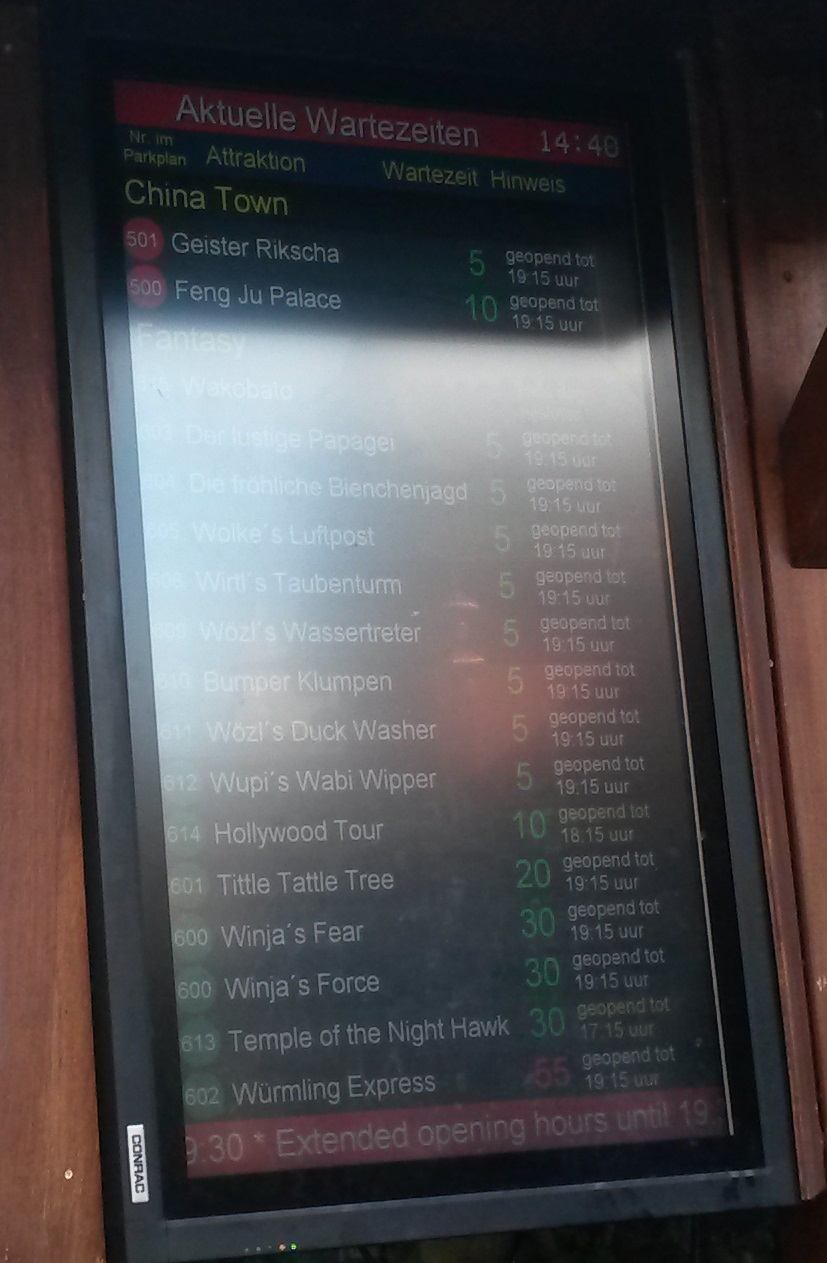 Aktuelle Wartezeiten 14:40
Nr. im
Parkplan Attraktion Wartezeit Hinweis
China Town
501 Geister Rikscha 5 geopend tot
19:15 uur
500 Feng Ju Palace 10 geopend tot
19:15 uur
Fantasy
Wakobato
Der lustige Papagei 5 geopend tot
19:15 uur
Die fröhliche Bienchenjagd 5 geopend tot
19:15 uur
Wolke´s Luftpost 5 geopend tot
19:15 uur
Wirtl´s Taubenturm 5 geopend tot
19:15 uur
Wözl´s Wassertreter 5 geopend tot
19:15 uur
610 Bumper Klumpen 5 geopend tot
19:15 uur
611 Wözl´s Duck Washer 5 geopend tot
19:15 uur
612 Wupi´s Wabi Wipper 5 geopend tot
19:15 uur
614 Hollywood Tour 10 geopend tot
18:15 uur
601 Tittle Tattle Tree 20 geopend tot
19:15 uur
600 Winja´s Fear 30 geopend tot
19:15 uur
600 Winja´s Force 30 geopend tot
19:15 uur
613 Temple of the Night Hawk 30 geopend tot
17:15 uur
602 Würmling Express 55 geopend tot
19:15 uur
9:30 * Extended opening hours until 19:
CONRAC